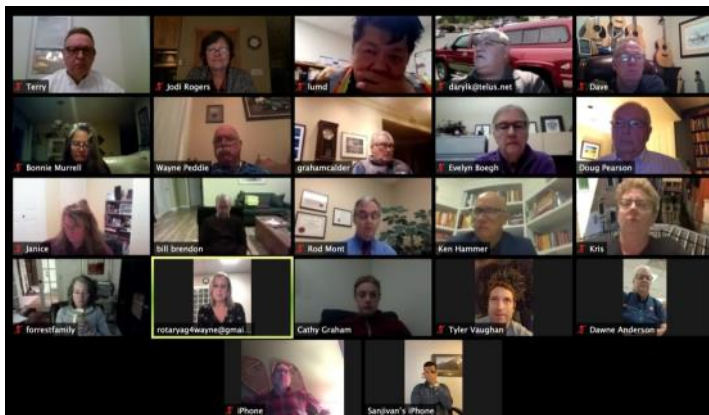 Terry
Jodi Rogers
lumd
darylk@telus.net
Dave
Bonnie Murrell
Wayne Peddie
grahamcalder
Evelyn Boegh
Doug Pearson
Janice
bill brendon
Rod Mont
Ken Hammer
Kris
forrestfamily
rotaryag4wayne@gmai...
Cathy Graham
Tyler Vaughan
Dawne Anderson
iPhone
Sanjivan's iPhone